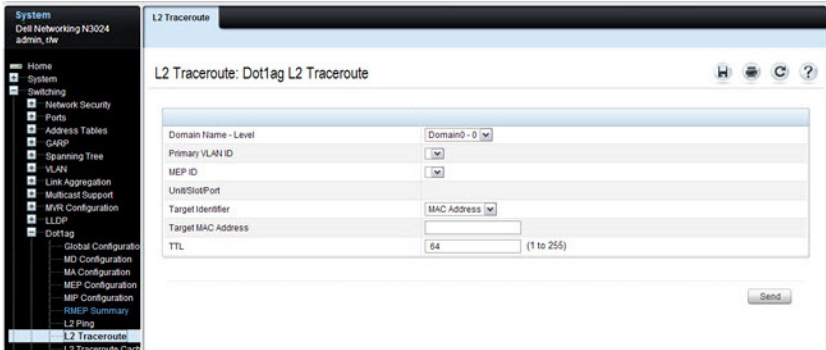 System
Dell Networking N3024
admin, r/w
Home
System
Switching
Network Security
Ports
Address Tables
GARP
Spanning Tree
VLAN
Link Aggregation
Multicast Support
MVR Configuration
LLDP
Dot1ag
Global Configuratio
MD Configuration
MA Configuration
MEP Configuration
MIP Configuration
RMEP Summary
L2 Ping
L2 Traceroute
L2 Traceroute Cach
L2 Traceroute
L2 Traceroute: Dot1ag L2 Traceroute
Domain Name - Level Domain0 - 0
Primary VLAN ID
MEP ID
Unit/Slot/Port
Target Identifier MAC Address
Target MAC Address
TTL 64 (1 to 255)
Send